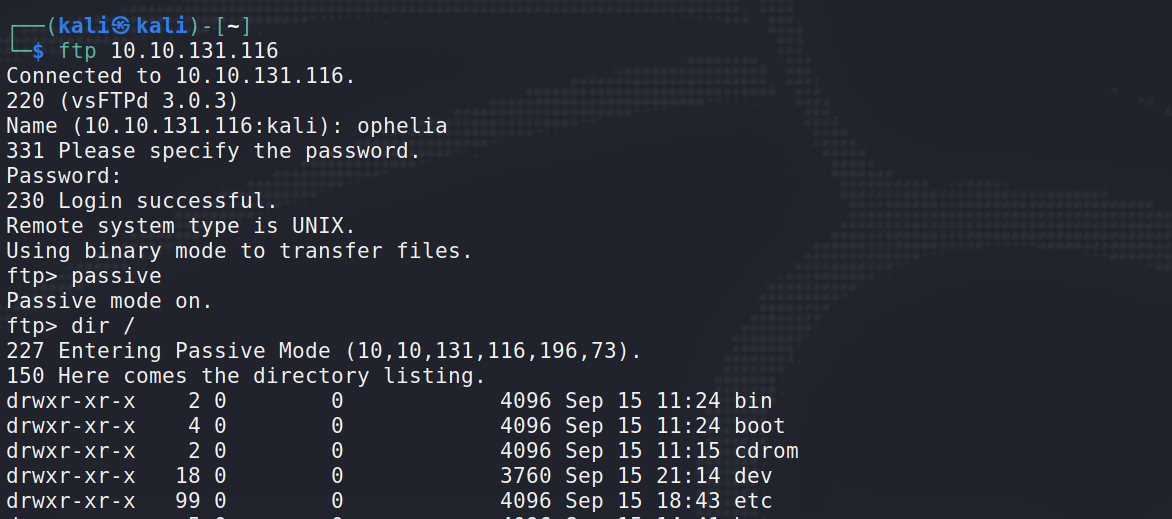 ┌──(kali㉿kali)-[~]
└─$ ftp 10.10.131.116
Connected to 10.10.131.116.
220 (vsFTPd 3.0.3)
Name (10.10.131.116:kali): ophelia
331 Please specify the password.
Password:
230 Login successful.
Remote system type is UNIX.
Using binary mode to transfer files.
ftp> passive
Passive mode on.
ftp> dir /
227 Entering Passive Mode (10,10,131,116,196,73).
150 Here comes the directory listing.
drwxr-xr-x    2 0        0            4096 Sep 15 11:24 bin
drwxr-xr-x    4 0        0            4096 Sep 15 11:24 boot
drwxr-xr-x    2 0        0            4096 Sep 15 11:15 cdrom
drwxr-xr-x   18 0        0            3760 Sep 15 21:14 dev
drwxr-xr-x   99 0        0            4096 Sep 15 18:43 etc